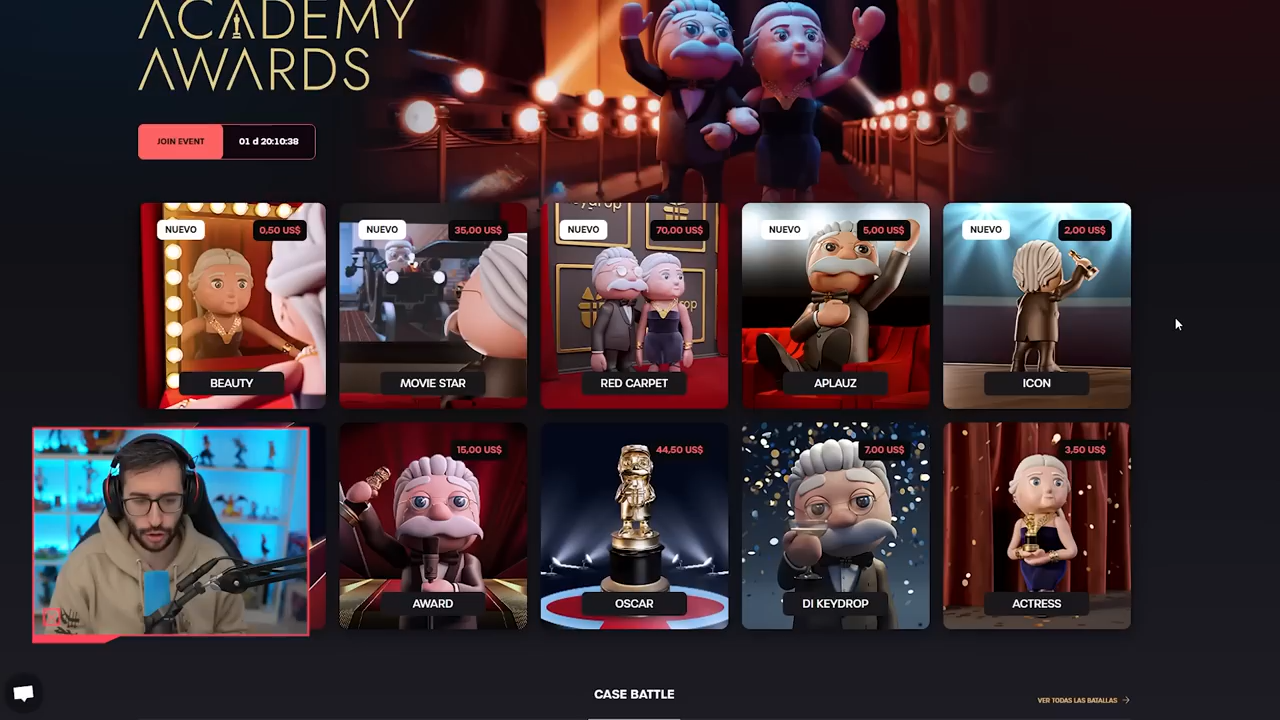 ACADEMY
AWARDS
JOIN EVENT
01 d 20:10:38
NUEVO
0,50 US$
NUEVO
35,00 US$
NUEVO
70,00 US$
NUEVO
5,00 US$
NUEVO
2,00 US$
BEAUTY
MOVIE STAR
RED CARPET
APLAUZ
ICON
15,00 US$
44,50 US$
7,00 US$
3,50 US$
AWARD
OSCAR
DI KEYDROP
ACTRESS
CASE BATTLE
VER TODAS LAS BATALLAS